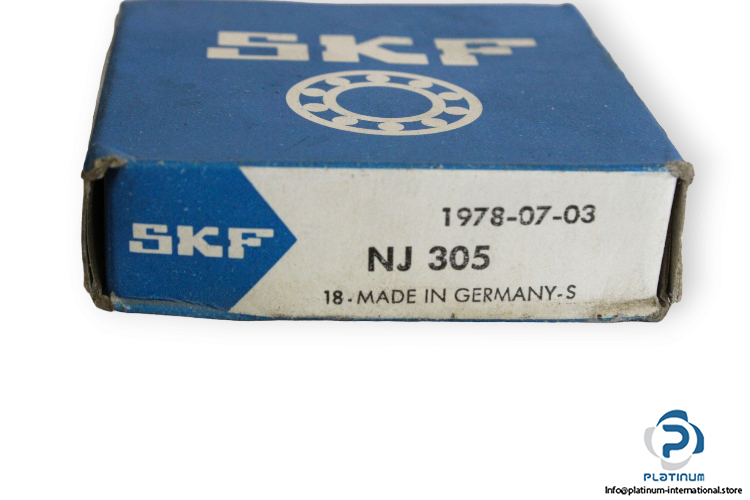 SKF
SKF
1978-07-03
NJ 305
18-MADE IN GERMANY-S
PLATINUM
Info@platinum-international.store